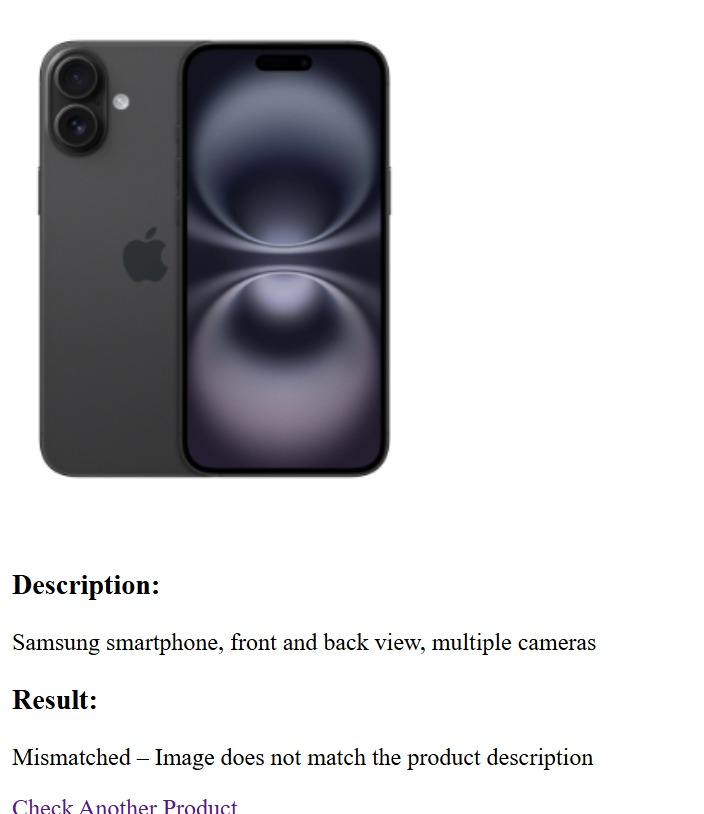 Description:
Samsung smartphone, front and back view, multiple cameras
Result:
Mismatched – Image does not match the product description
Check Another Product